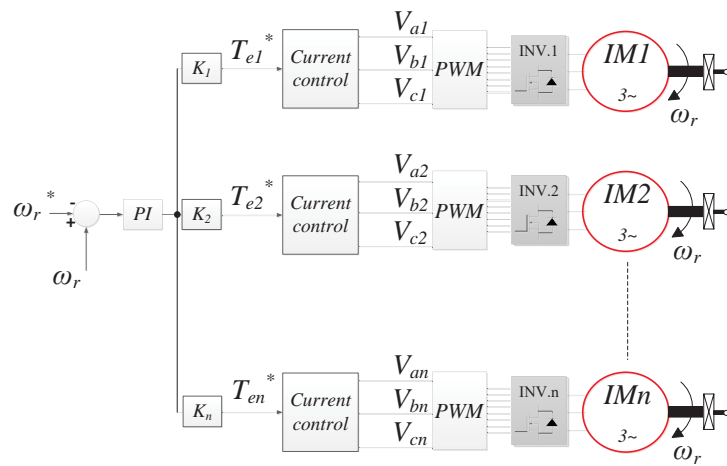 K1
Te1*
Current control
Va1
Vb1
Vc1
PWM
INV.1
IM1
3~
ωr
ωr*
-
+
ωr
PI
K2
Te2*
Current control
Va2
Vb2
Vc2
PWM
INV.2
IM2
3~
ωr
Kn
Ten*
Current control
Van
Vbn
Vcn
PWM
INV.n
IMn
3~
ωr